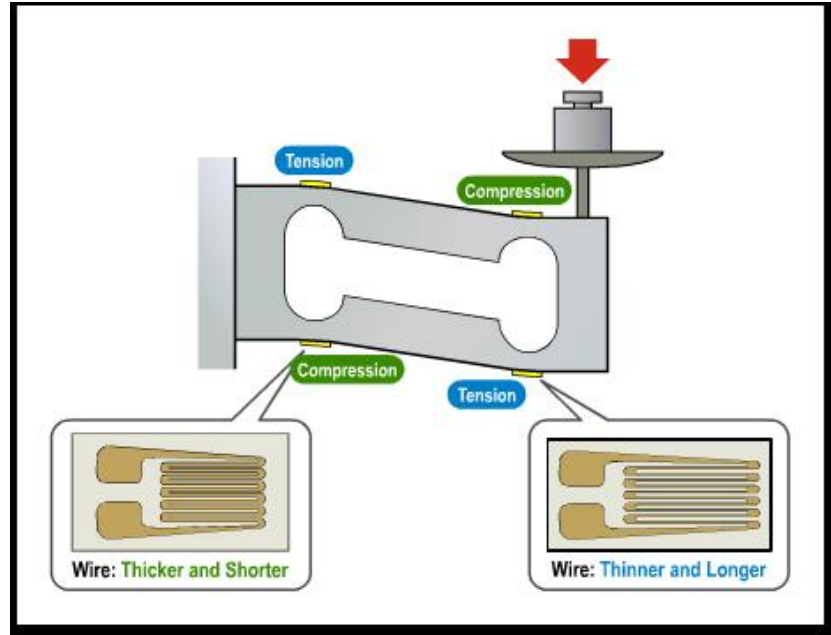 Tension
Compression
Compression
Tension
Wire: Thicker and Shorter
Wire: Thinner and Longer